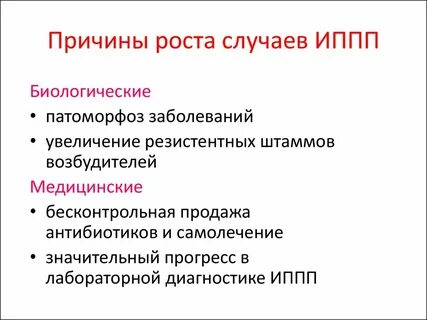 Причины роста случаев ИППП
Биологические
• патоморфоз заболеваний
• увеличение резистентных штаммов
возбудителей
Медицинские
• бесконтрольная продажа
антибиотиков и самолечение
• значительный прогресс в
лабораторной диагностике ИППП